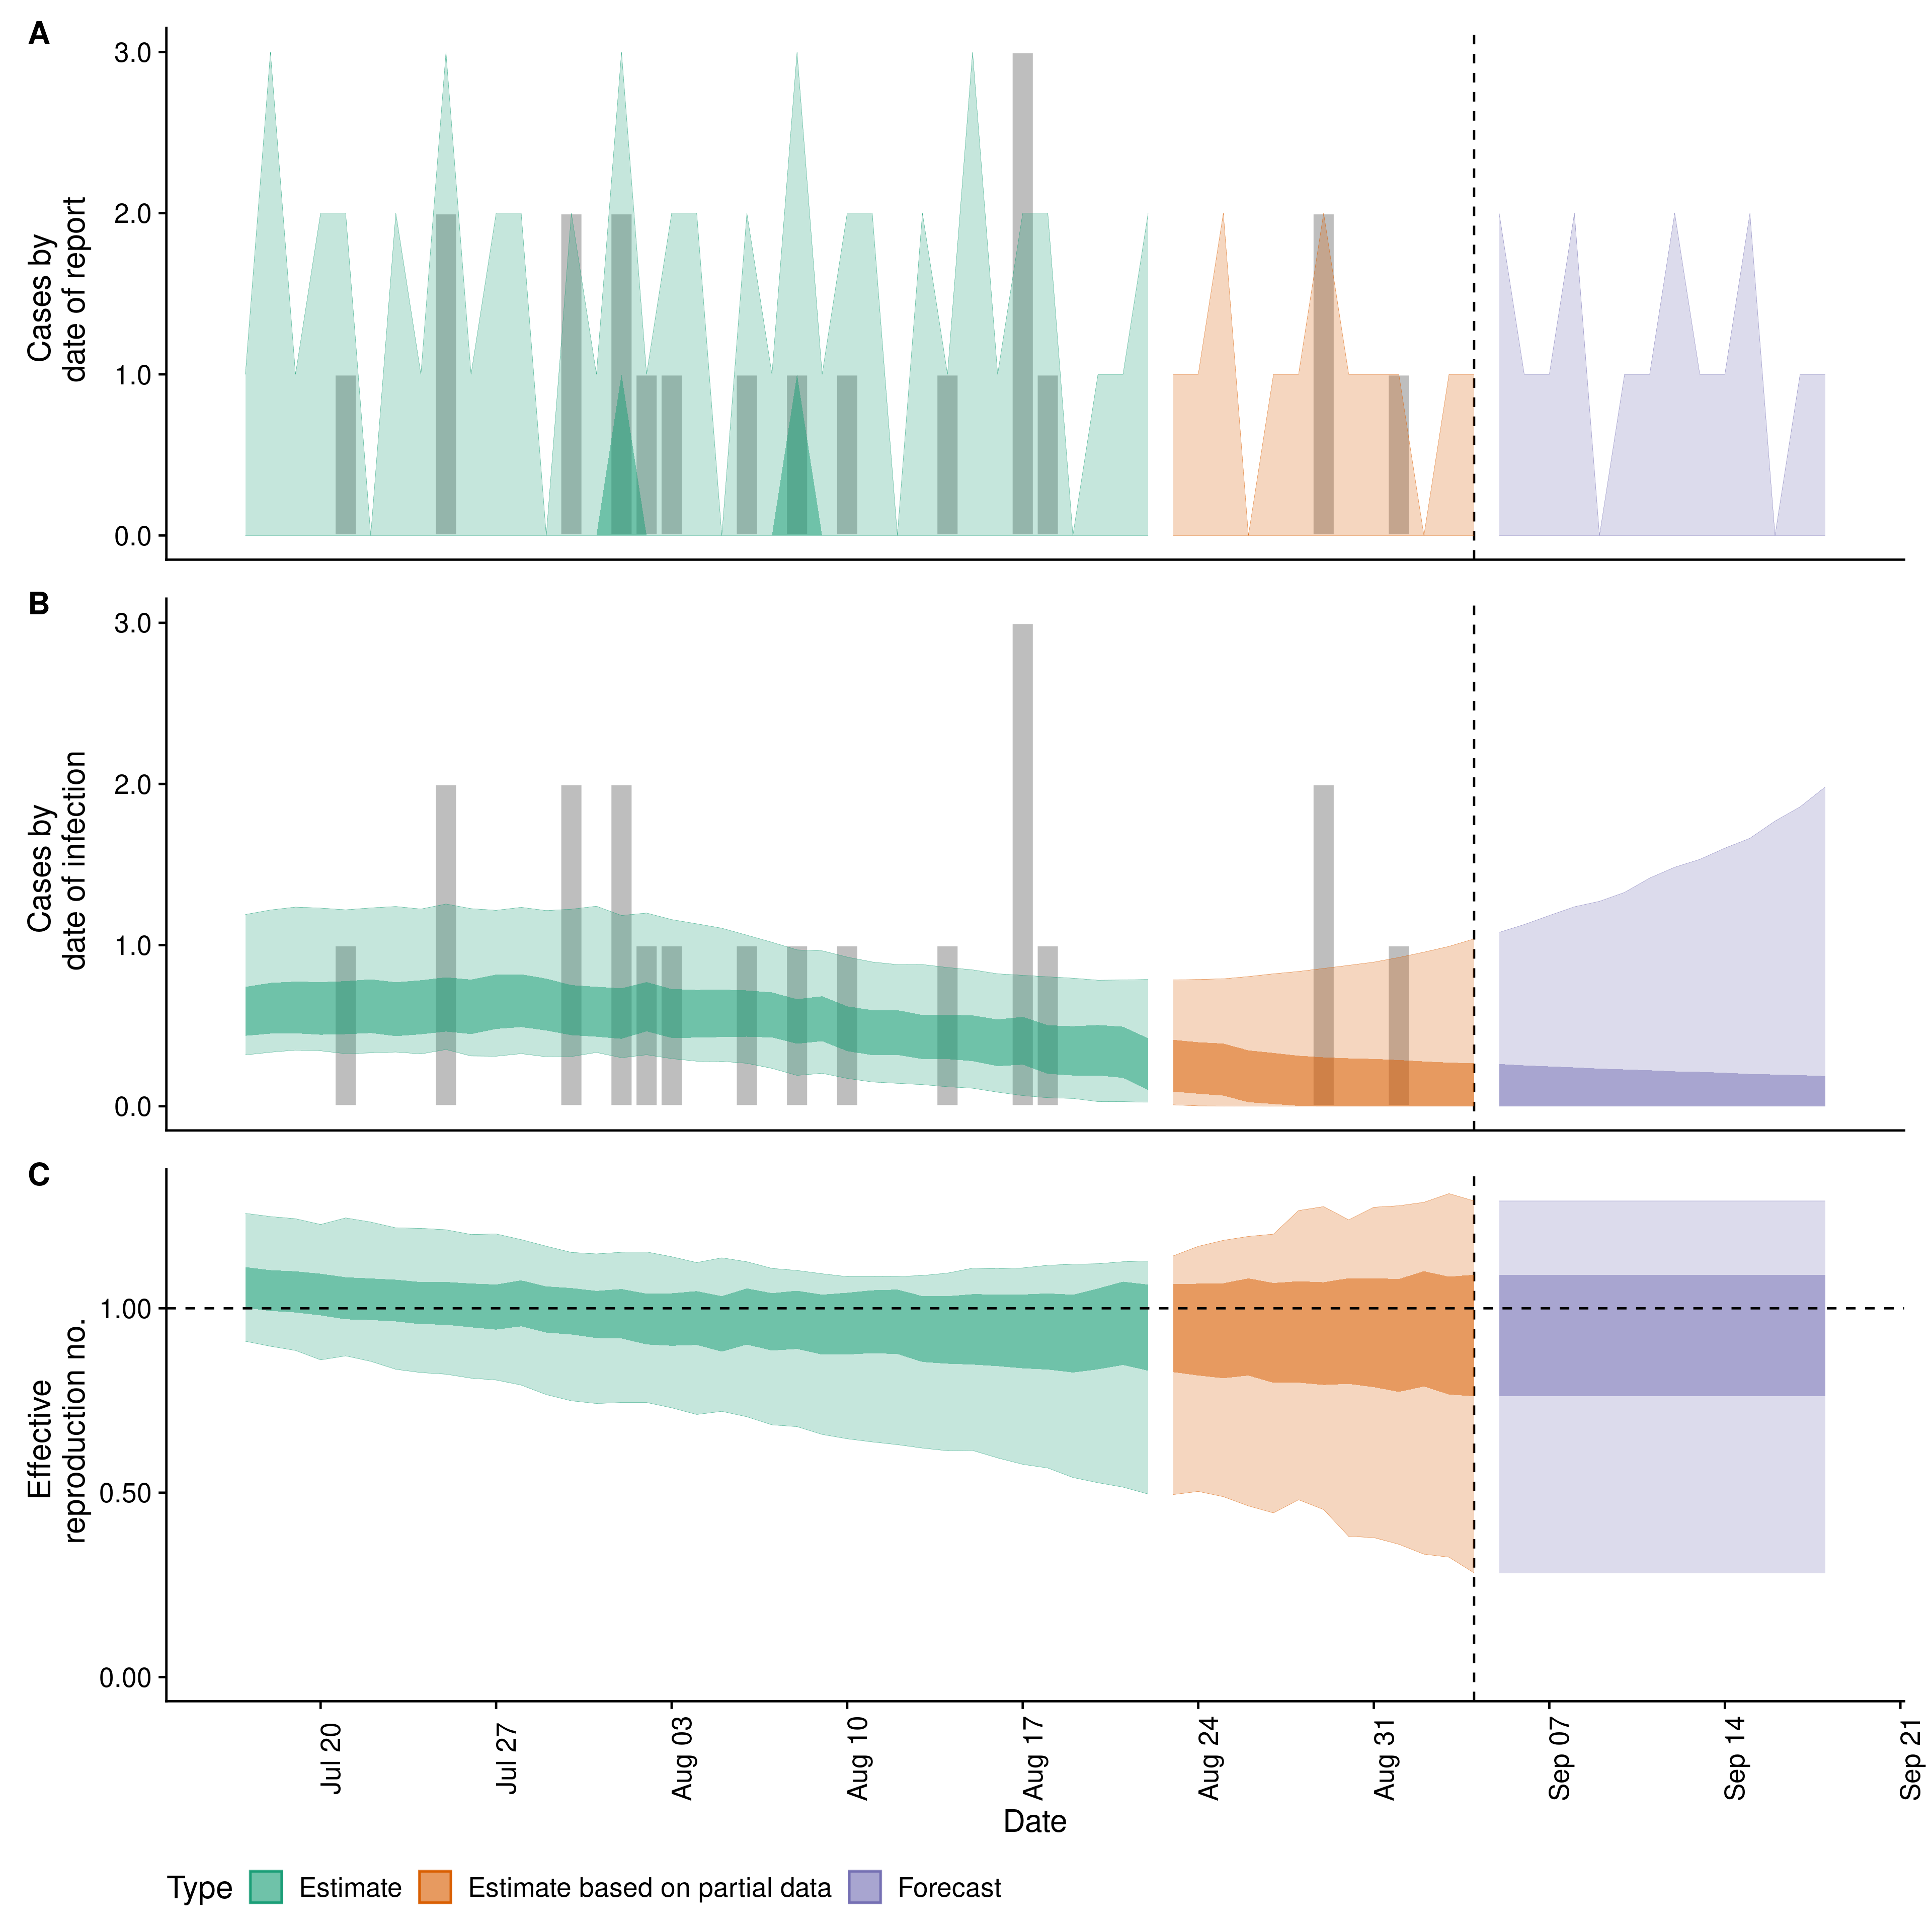 A
Cases by
date of report
3.0
2.0
1.0
0.0
B
Cases by
date of infection
3.0
2.0
1.0
0.0
C
Effective
reproduction no.
1.00
0.50
0.00
Jul 20
Jul 27
Aug 03
Aug 10
Aug 17
Aug 24
Aug 31
Sep 07
Sep 14
Sep 21
Date
Type Estimate Estimate based on partial data Forecast